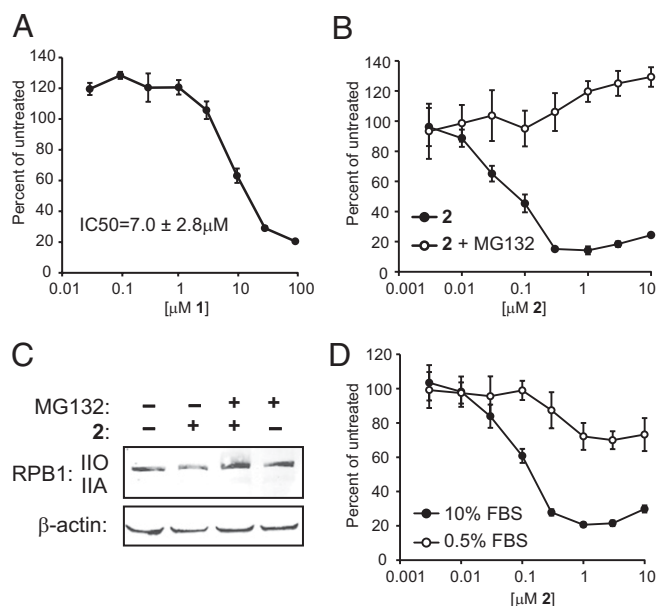 A
140
120
100
80
60
40
20
0
Percent of untreated
IC50=7.0 ± 2.8μM
0.01 0.1 1 10 100
[μM 1]
B
140
120
100
80
60
40
20
0
Percent of untreated
2
2 + MG132
0.001 0.01 0.1 1 10
[μM 2]
C
MG132: – – + +
2: – + + –
RPB1: IIO
IIA
β-actin:
D
120
100
80
60
40
20
0
Percent of untreated
10% FBS
0.5% FBS
0.001 0.01 0.1 1 10
[μM 2]